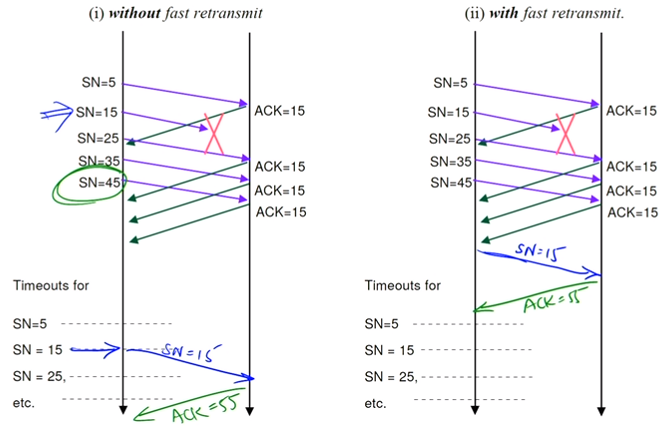 (i) without fast retransmit
SN=5
SN=15
SN=25
SN=35
SN=45
ACK=15
ACK=15
ACK=15
ACK=15
Timeouts for
SN=5
SN = 15
SN = 25,
etc.
SN=15
ACK=55
(ii) with fast retransmit.
SN=5
SN=15
SN=25
SN=35
SN=45
ACK=15
ACK=15
ACK=15
ACK=15
SN=15
ACK=55
Timeouts for
SN=5
SN = 15
SN = 25,
etc.